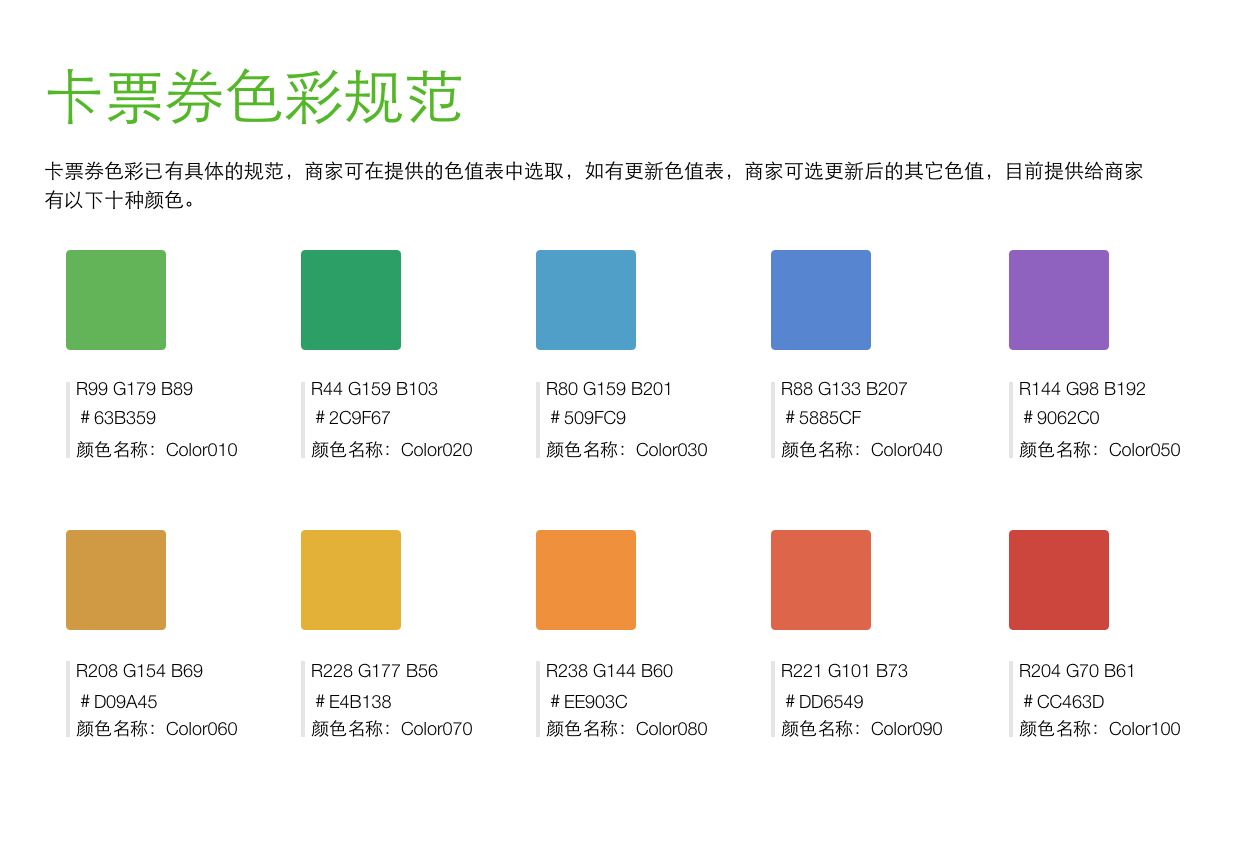 卡票券色彩规范
卡票券色彩已有具体的规范，商家可在提供的色值表中选取，如有更新色值表，商家可选更新后的其它色值，目前提供给商家
有以下十种颜色。
R99 G179 B89
# 63B359
颜色名称：Color010
R44 G159 B103
# 2C9F67
颜色名称：Color020
R80 G159 B201
# 509FC9
颜色名称：Color030
R88 G133 B207
# 5885CF
颜色名称：Color040
R144 G98 B192
# 9062C0
颜色名称：Color050
R208 G154 B69
# D09A45
颜色名称：Color060
R228 G177 B56
# E4B138
颜色名称：Color070
R238 G144 B60
# EE903C
颜色名称：Color080
R221 G101 B73
# DD6549
颜色名称：Color090
R204 G70 B61
# CC463D
颜色名称：Color100